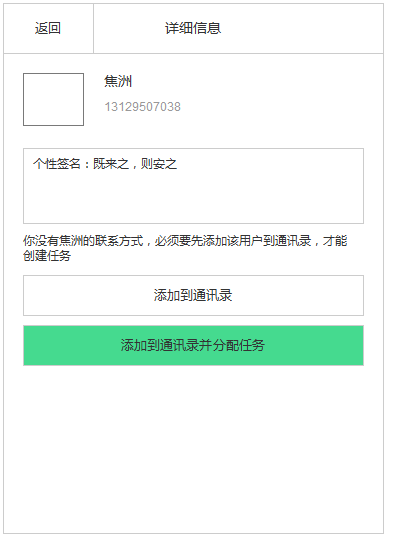 返回
详细信息
焦洲
13129507038
个性签名：既来之，则安之
你没有焦洲的联系方式，必须要先添加该用户到通讯录，才能
创建任务
添加到通讯录
添加到通讯录并分配任务